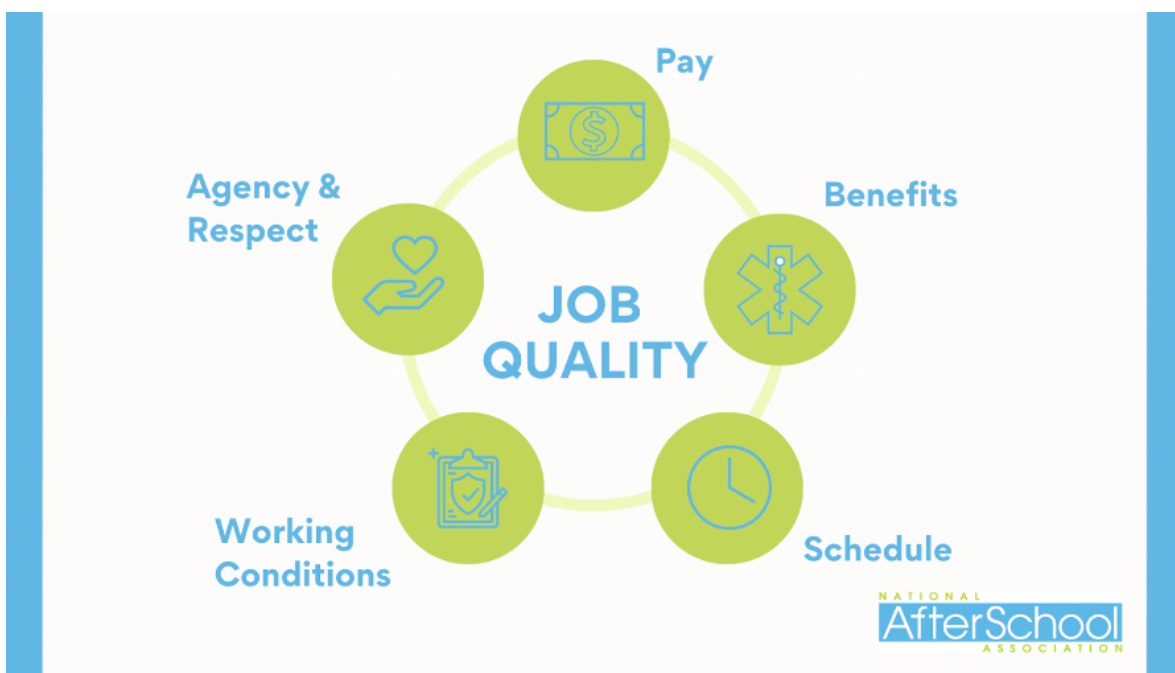 Pay
Benefits
Agency &
Respect
JOB
QUALITY
Working
Conditions
Schedule
NATIONAL
AfterSchool
ASSOCIATION